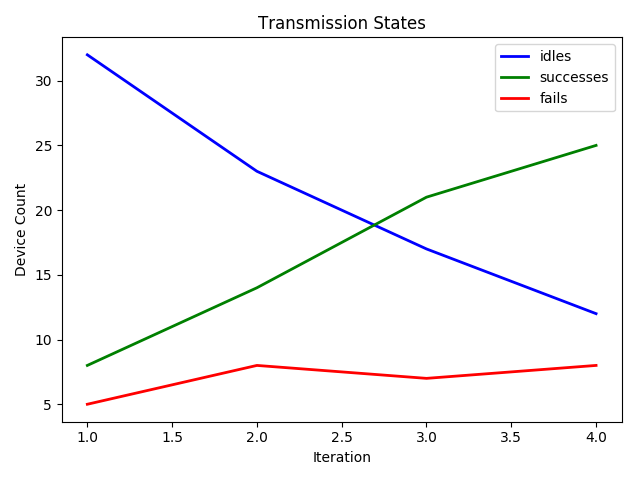 Transmission States
idles
successes
fails
Device Count
30
25
20
15
10
5
1.0 1.5 2.0 2.5 3.0 3.5 4.0
Iteration